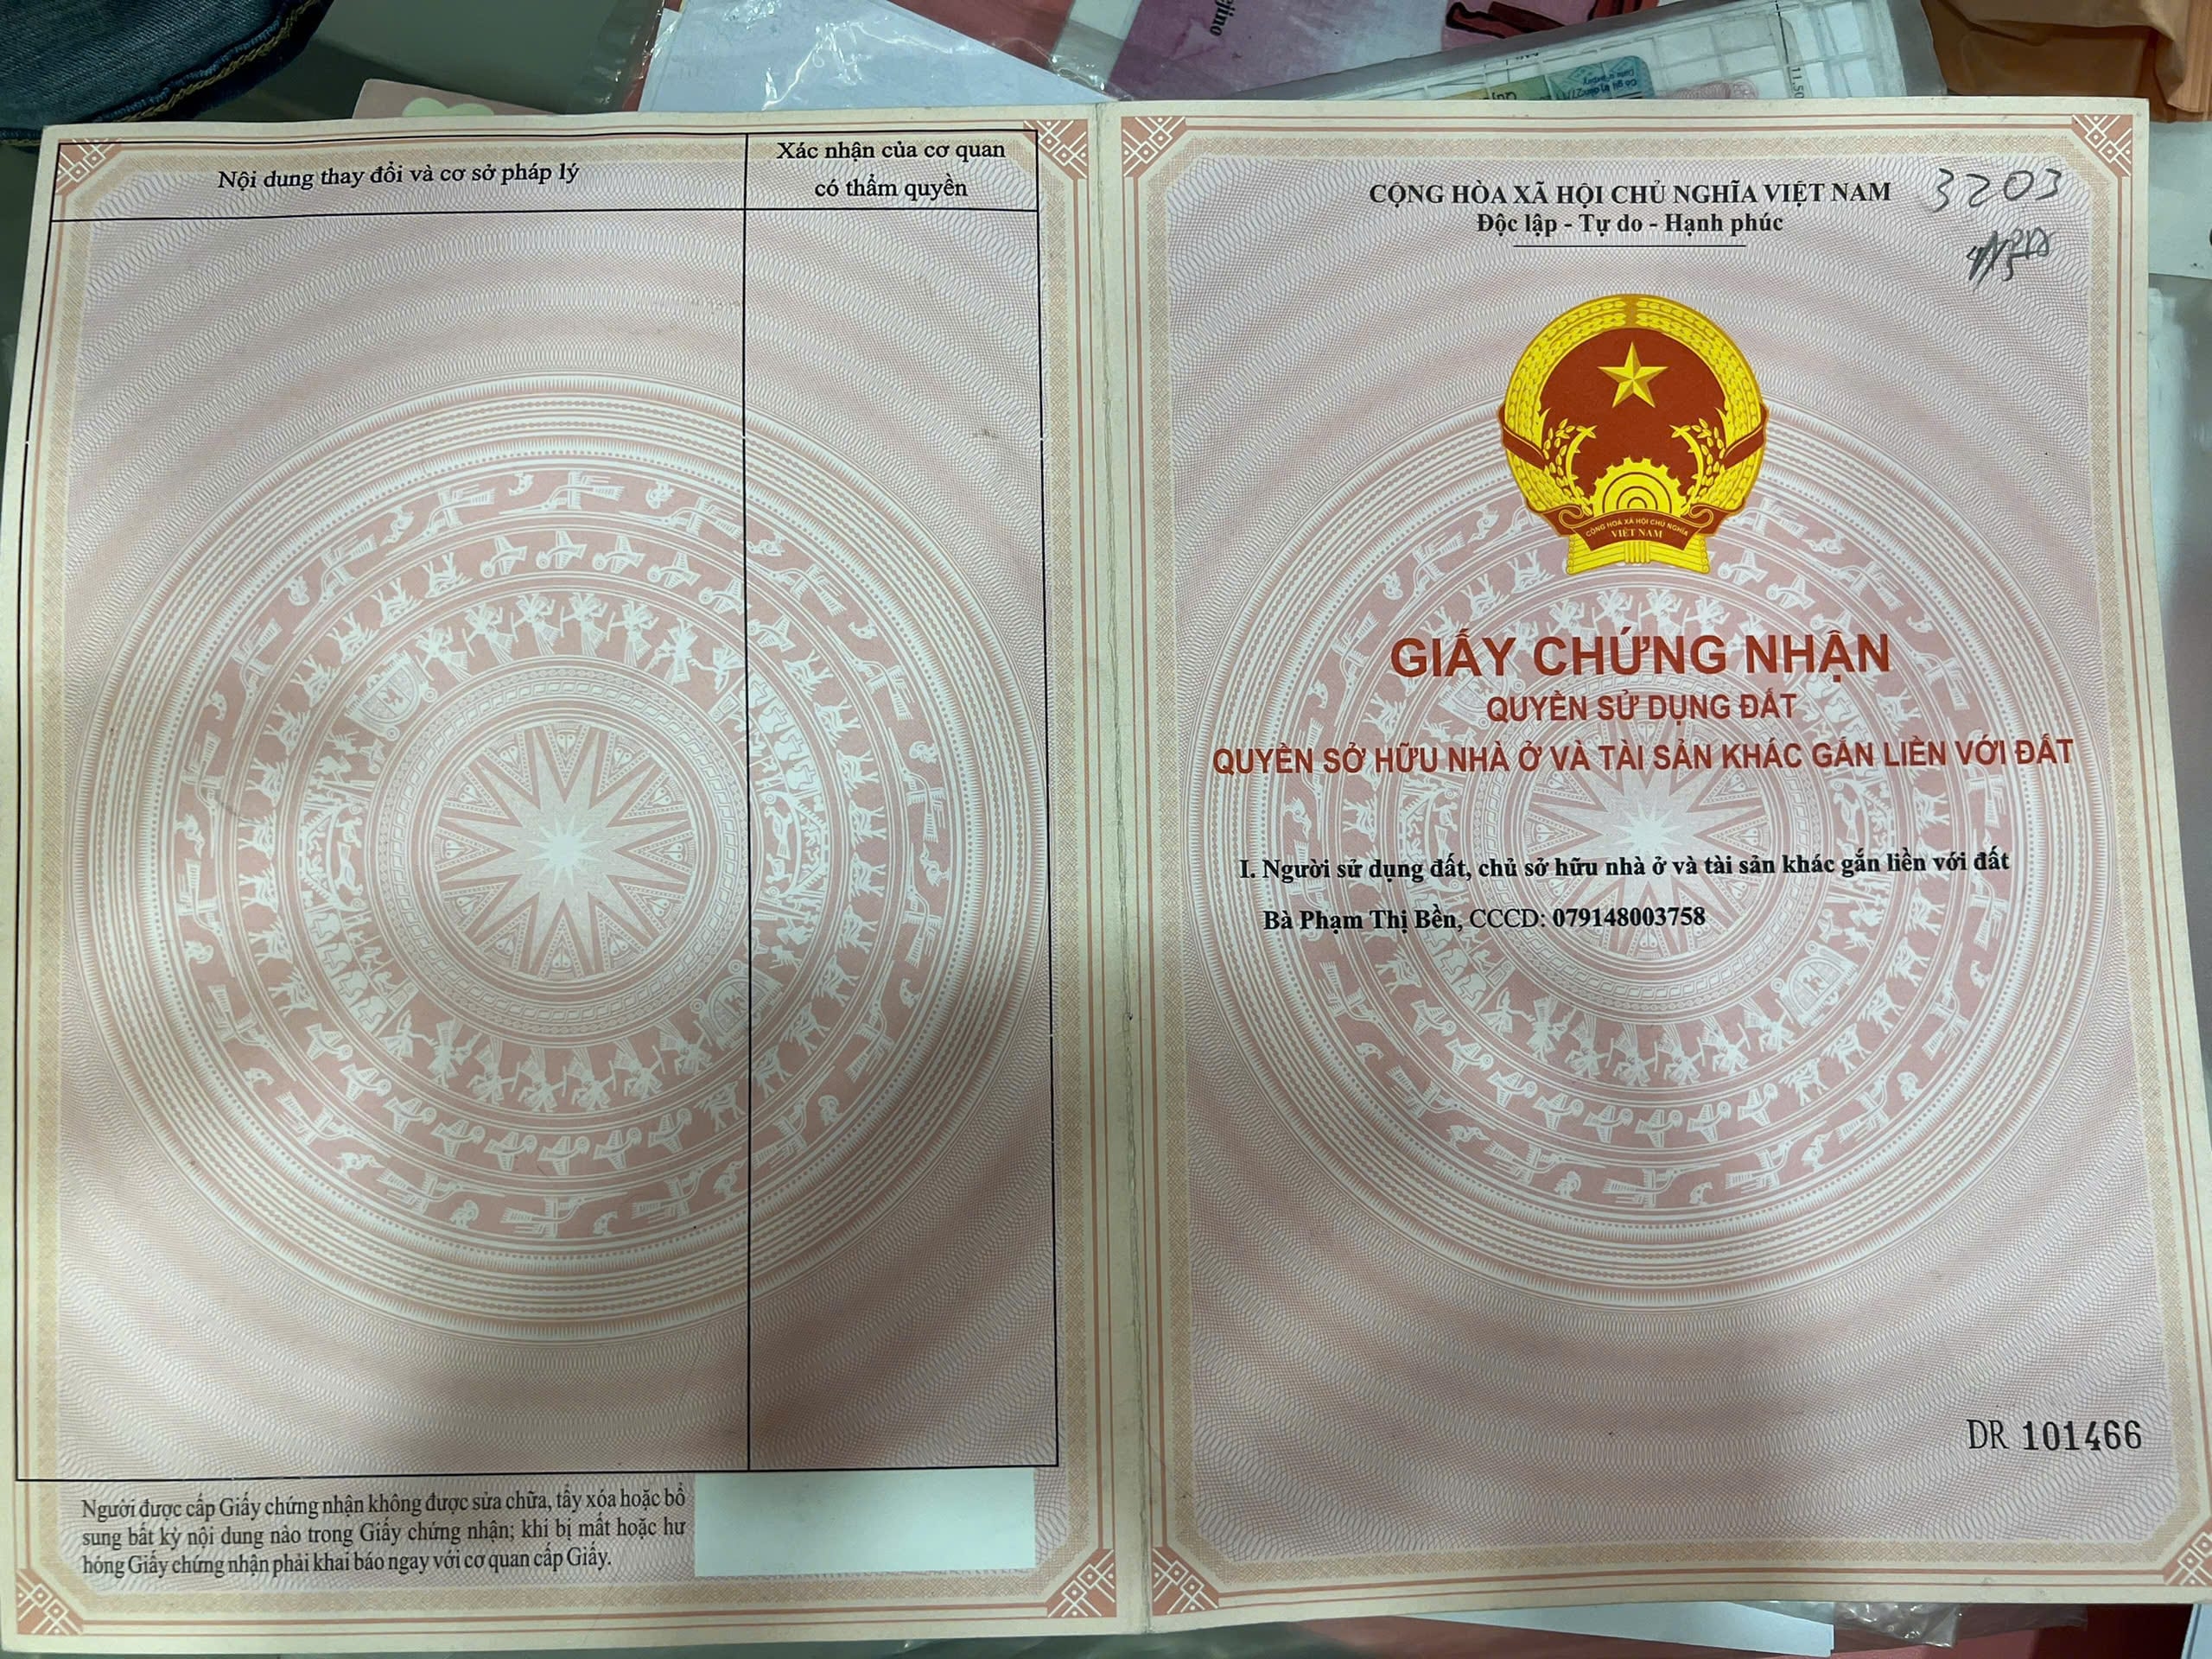 Nội dung thay đổi và cơ sở pháp lý
Xác nhận của cơ quan
có thẩm quyền
Người được cấp Giấy chứng nhận không được sửa chữa, tẩy xóa hoặc bổ
sung bất kỳ nội dung nào trong Giấy chứng nhận; khi bị mất hoặc hư
hỏng Giấy chứng nhận phải khai báo ngay với cơ quan cấp Giấy.
CỘNG HÒA XÃ HỘI CHỦ NGHĨA VIỆT NAM
Độc lập - Tự do - Hạnh phúc
3203
CỘNG HOÀ XÃ HỘI CHỦ NGHĨA
VIỆT NAM
GIẤY CHỨNG NHẬN
QUYỀN SỬ DỤNG ĐẤT
QUYỀN SỞ HỮU NHÀ Ở VÀ TÀI SẢN KHÁC GẮN LIỀN VỚI ĐẤT
I. Người sử dụng đất, chủ sở hữu nhà ở và tài sản khác gắn liền với đất
Bà Phạm Thị Bền, CCCD: 079148003758
DR 101466